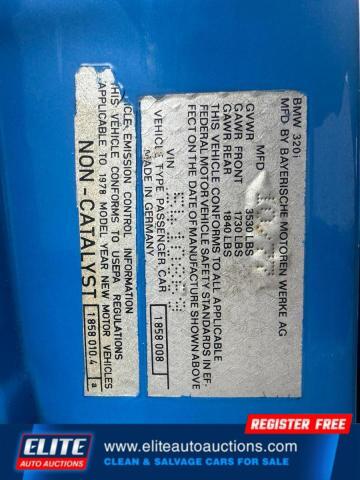 BMW 320i
MFD BY BAYERISCHE MOTOREN WERKE AG
MFD
GVWR 3530 LBS
GAWR FRONT 1730 LBS
GAWR REAR 1940 LBS
THIS VEHICLE CONFORMS TO ALL APPLICABLE
FEDERAL MOTOR VEHICLE SAFETY STANDARDS IN EF-
FECT ON THE DATE OF MANUFACTURE SHOWN ABOVE
VIN
VEHICLE TYPE PASSENGER CAR
MADE IN GERMANY
1 858 008
EMISSION CONTROL INFORMATION
THIS VEHICLE CONFORMS TO USEPA REGULATIONS
APPLICABLE TO 1978 MODEL YEAR NEW MOTOR VEHICLES
NON-CATALYST
1 858 010.4 a
ELITE
AUTO AUCTIONS
REGISTER FREE
www.eliteautoauctions.com
CLEAN & SALVAGE CARS FOR SALE